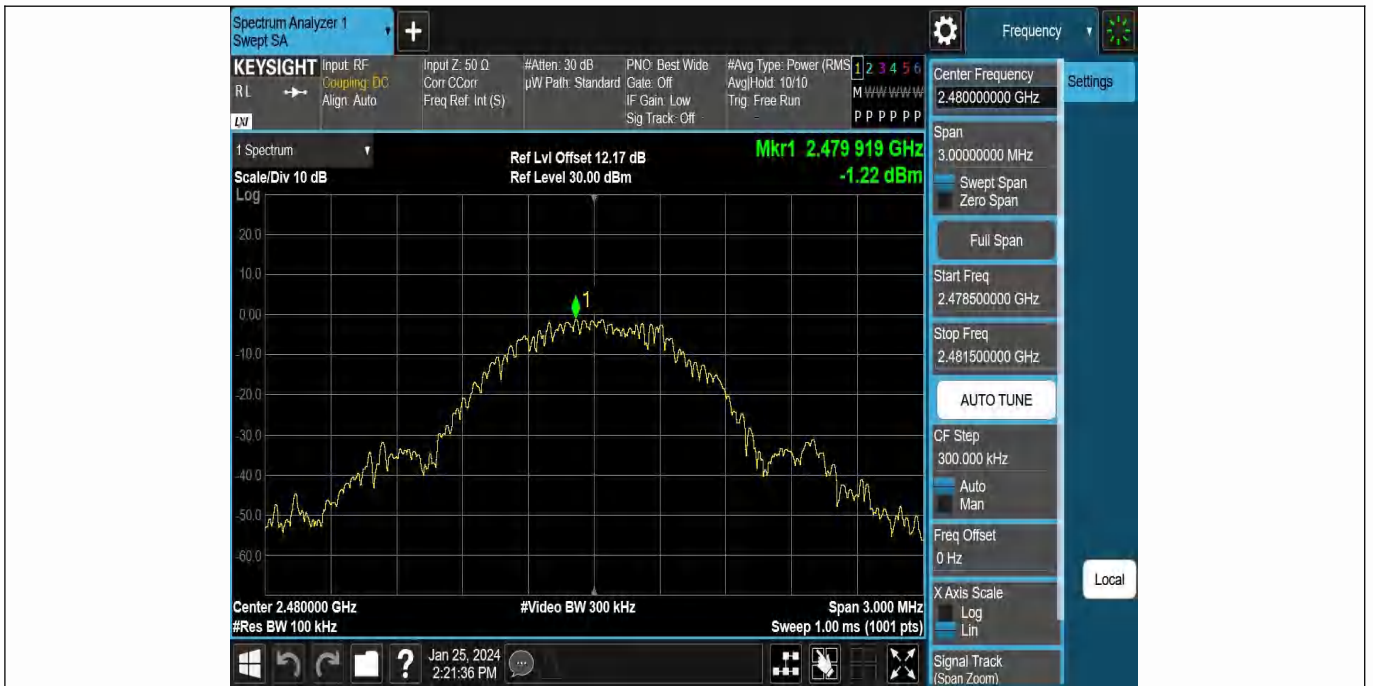 Spectrum Analyzer 1
Swept SA
+
Frequency
KEYSIGHT
RL
LXI
Input: RF
Coupling: DC
Align: Auto
Input Z: 50 Ω
Corr CCorr
Freq Ref: Int (S)
#Atten: 30 dB
µW Path: Standard
PNO: Best Wide
Gate: Off
IF Gain: Low
Sig Track: Off
#Avg Type: Power (RMS
Avg|Hold: 10/10
Trig: Free Run
1 2 3 4 5 6
M W W W W W
P P P P P P
Center Frequency
2.480000000 GHz
Settings
Span
3.00000000 MHz
Swept Span
Zero Span
Full Span
Start Freq
2.478500000 GHz
Stop Freq
2.481500000 GHz
AUTO TUNE
CF Step
300.000 kHz
Auto
Man
Freq Offset
0 Hz
X Axis Scale
Log
Lin
Signal Track
(Span Zoom)
Local
1 Spectrum
Scale/Div 10 dB
Ref Lvl Offset 12.17 dB
Ref Level 30.00 dBm
Mkr1 2.479 919 GHz
-1.22 dBm
Log
20.0
10.0
0.00
-10.0
-20.0
-30.0
-40.0
-50.0
-60.0
1
Center 2.480000 GHz
#Res BW 100 kHz
#Video BW 300 kHz
Span 3.000 MHz
Sweep 1.00 ms (1001 pts)
?
Jan 25, 2024
2:21:36 PM